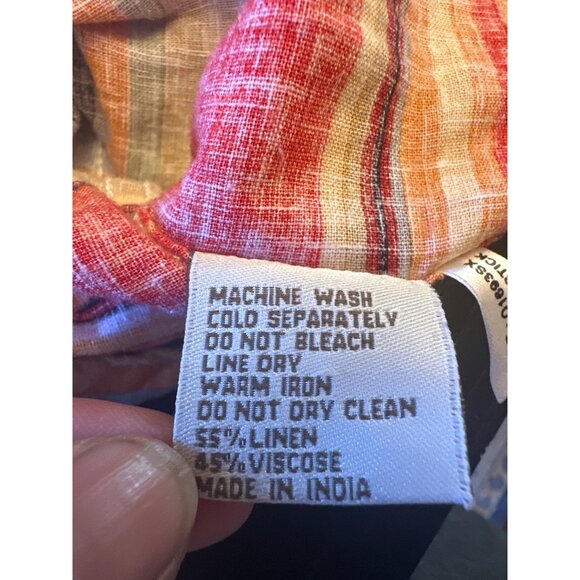 MACHINE WASH
COLD SEPARATELY
DO NOT BLEACH
LINE DRY
WARM IRON
DO NOT DRY CLEAN
55% LINEN
45% VISCOSE
MADE IN INDIA